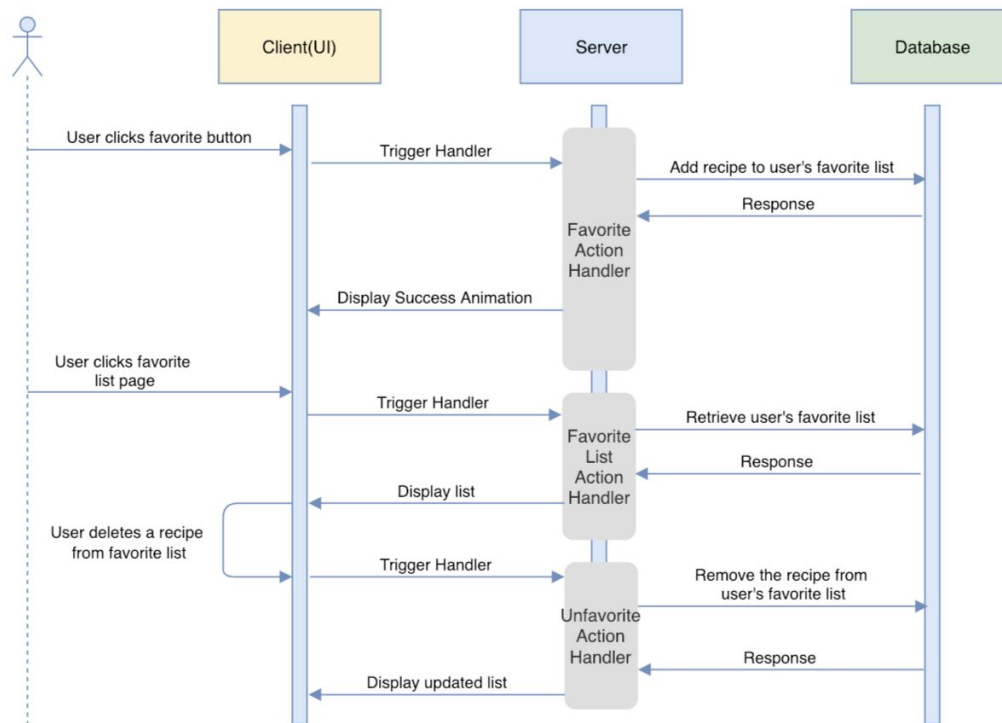 Client(UI)
Server
Database
User clicks favorite button
Trigger Handler
Add recipe to user's favorite list
Response
Favorite
Action
Handler
Display Success Animation
User clicks favorite
list page
Trigger Handler
Retrieve user's favorite list
Favorite
List
Action
Handler
Response
Display list
User deletes a recipe
from favorite list
Trigger Handler
Remove the recipe from
user's favorite list
Unfavorite
Action
Handler
Response
Display updated list